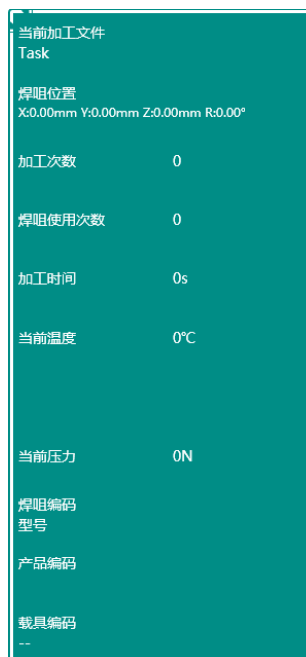 当前加工文件
Task
焊咀位置
X:0.00mm Y:0.00mm Z:0.00mm R:0.00°
加工次数 0
焊咀使用次数 0
加工时间 0s
当前温度 0℃
当前压力 0N
焊咀编码
型号
产品编码
载具编码
--